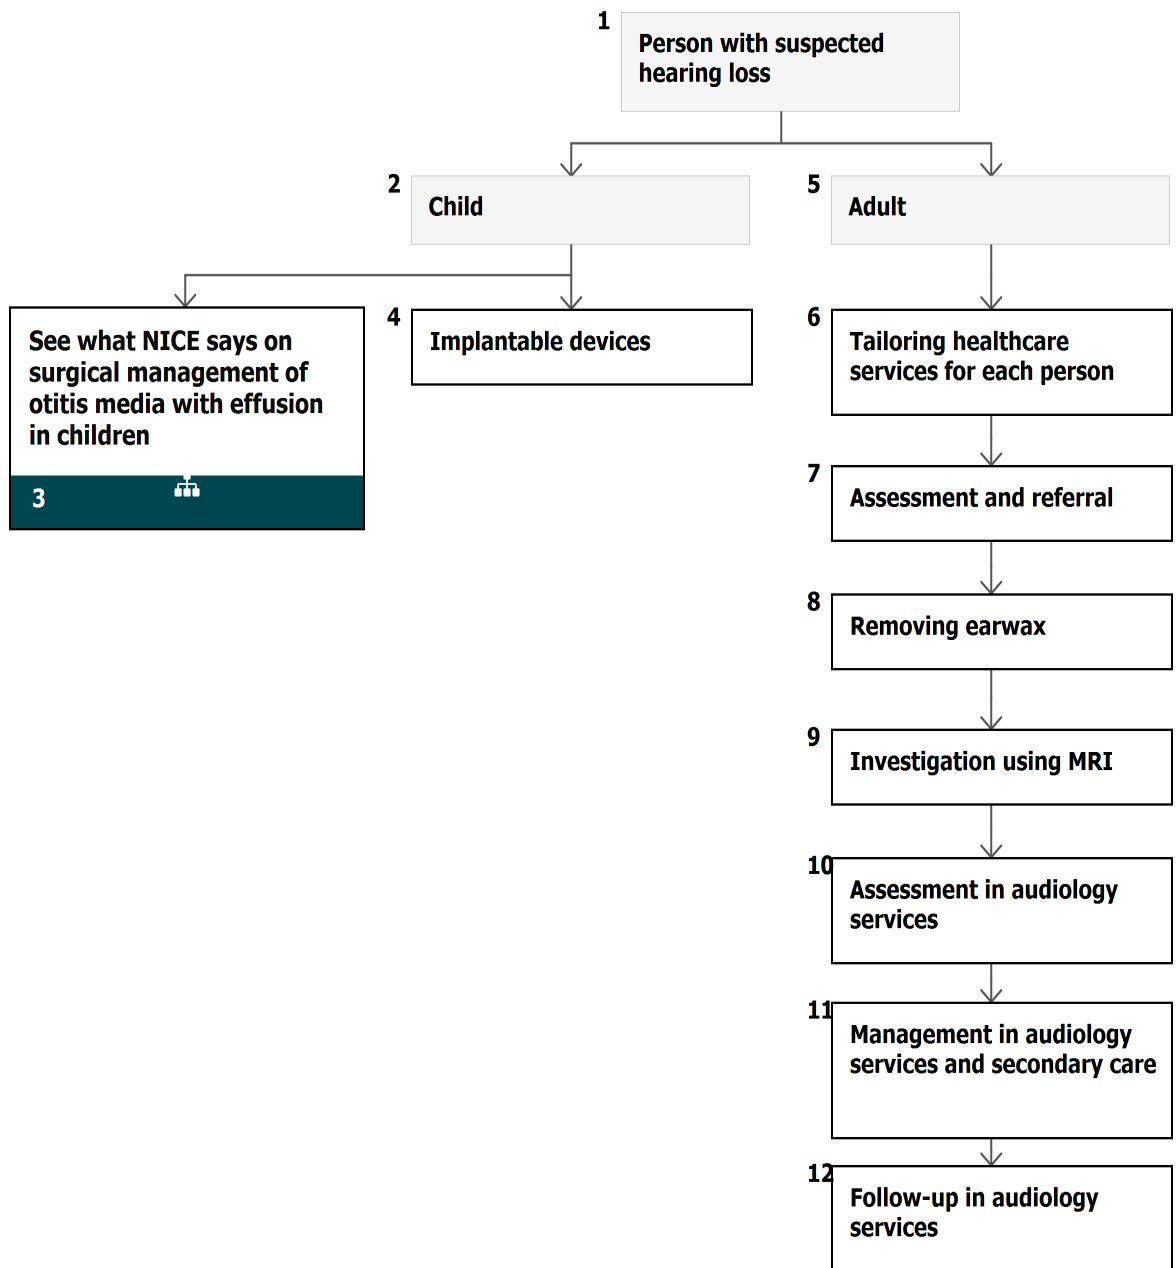 1
Person with suspected
hearing loss
2
Child
5
Adult
See what NICE says on
surgical management of
otitis media with effusion
in children
3
4
Implantable devices
6
Tailoring healthcare
services for each person
7
Assessment and referral
8
Removing earwax
9
Investigation using MRI
10
Assessment in audiology
services
11
Management in audiology
services and secondary care
12
Follow-up in audiology
services